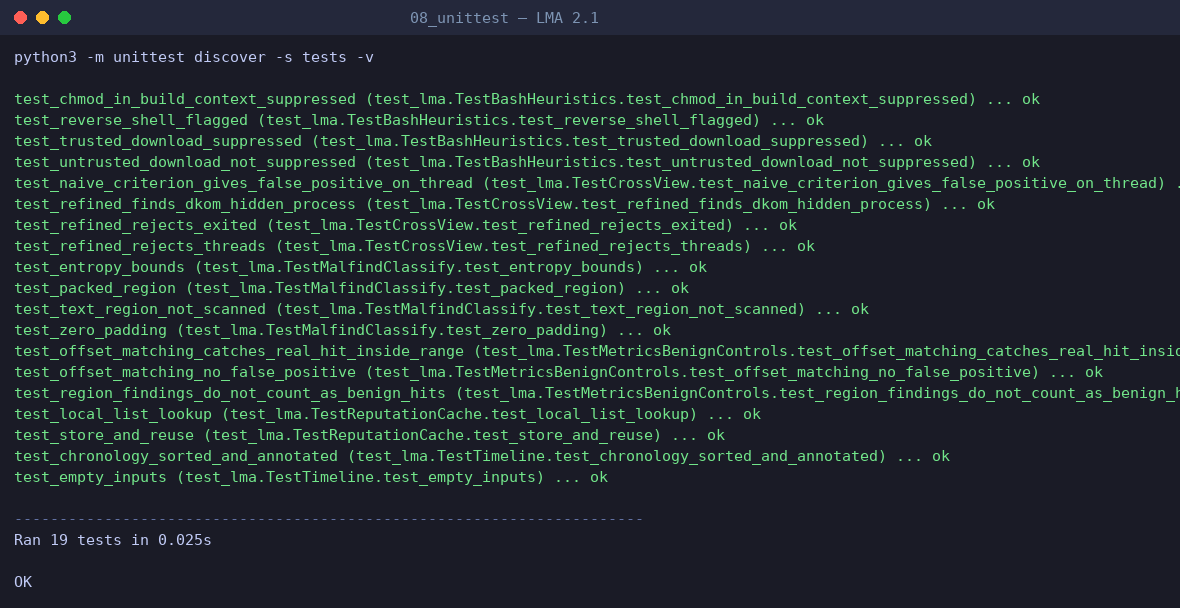 08_unittest — LMA 2.1
python3 -m unittest discover -s tests -v
test_chmod_in_build_context_suppressed (test_lma.TestBashHeuristics.test_chmod_in_build_context_suppressed) ... ok
test_reverse_shell_flagged (test_lma.TestBashHeuristics.test_reverse_shell_flagged) ... ok
test_trusted_download_suppressed (test_lma.TestBashHeuristics.test_trusted_download_suppressed) ... ok
test_untrusted_download_not_suppressed (test_lma.TestBashHeuristics.test_untrusted_download_not_suppressed) ... ok
test_naive_criterion_gives_false_positive_on_thread (test_lma.TestCrossView.test_naive_criterion_gives_false_positive_on_thread) .
test_refined_finds_dkom_hidden_process (test_lma.TestCrossView.test_refined_finds_dkom_hidden_process) ... ok
test_refined_rejects_exited (test_lma.TestCrossView.test_refined_rejects_exited) ... ok
test_refined_rejects_threads (test_lma.TestCrossView.test_refined_rejects_threads) ... ok
test_entropy_bounds (test_lma.TestMalfindClassify.test_entropy_bounds) ... ok
test_packed_region (test_lma.TestMalfindClassify.test_packed_region) ... ok
test_text_region_not_scanned (test_lma.TestMalfindClassify.test_text_region_not_scanned) ... ok
test_zero_padding (test_lma.TestMalfindClassify.test_zero_padding) ... ok
test_offset_matching_catches_real_hit_inside_range (test_lma.TestMetricsBenignControls.test_offset_matching_catches_real_hit_insid
test_offset_matching_no_false_positive (test_lma.TestMetricsBenignControls.test_offset_matching_no_false_positive) ... ok
test_region_findings_do_not_count_as_benign_hits (test_lma.TestMetricsBenignControls.test_region_findings_do_not_count_as_benign_h
test_local_list_lookup (test_lma.TestReputationCache.test_local_list_lookup) ... ok
test_store_and_reuse (test_lma.TestReputationCache.test_store_and_reuse) ... ok
test_chronology_sorted_and_annotated (test_lma.TestTimeline.test_chronology_sorted_and_annotated) ... ok
test_empty_inputs (test_lma.TestTimeline.test_empty_inputs) ... ok
----------------------------------------------------------------------
Ran 19 tests in 0.025s
OK